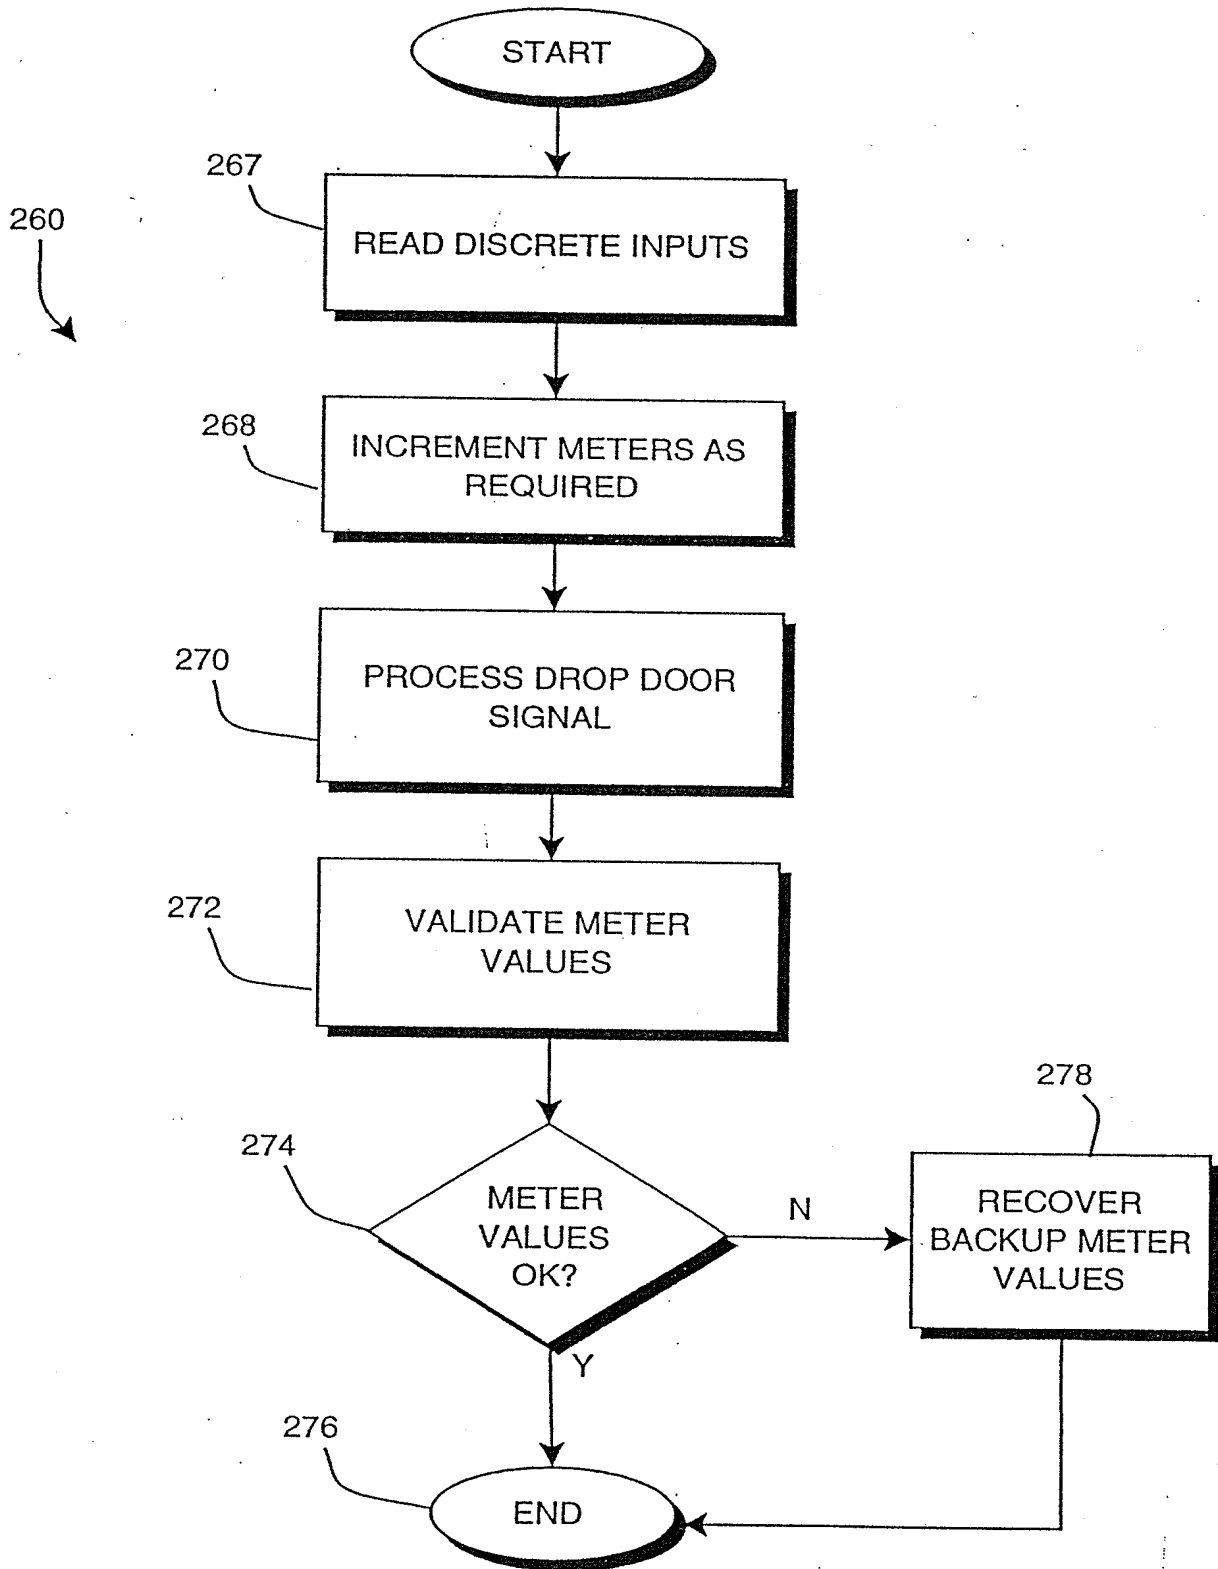 START
267
260
READ DISCRETE INPUTS
268
INCREMENT METERS AS
REQUIRED
270
PROCESS DROP DOOR
SIGNAL
272
VALIDATE METER
VALUES
278
274
METER
VALUES
OK?
N
RECOVER
BACKUP METER
VALUES
Y
276
END